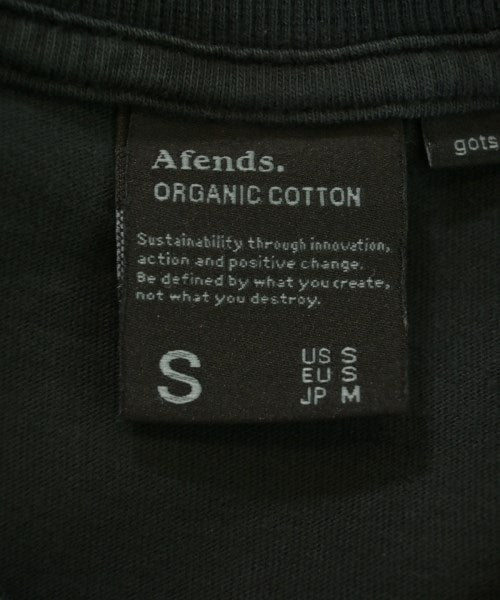 Afends.
ORGANIC COTTON
Sustainability through innovation,
action and positive change.
Be defined by what you create,
not what you destroy.
S
US S
EU S
JP M
gots